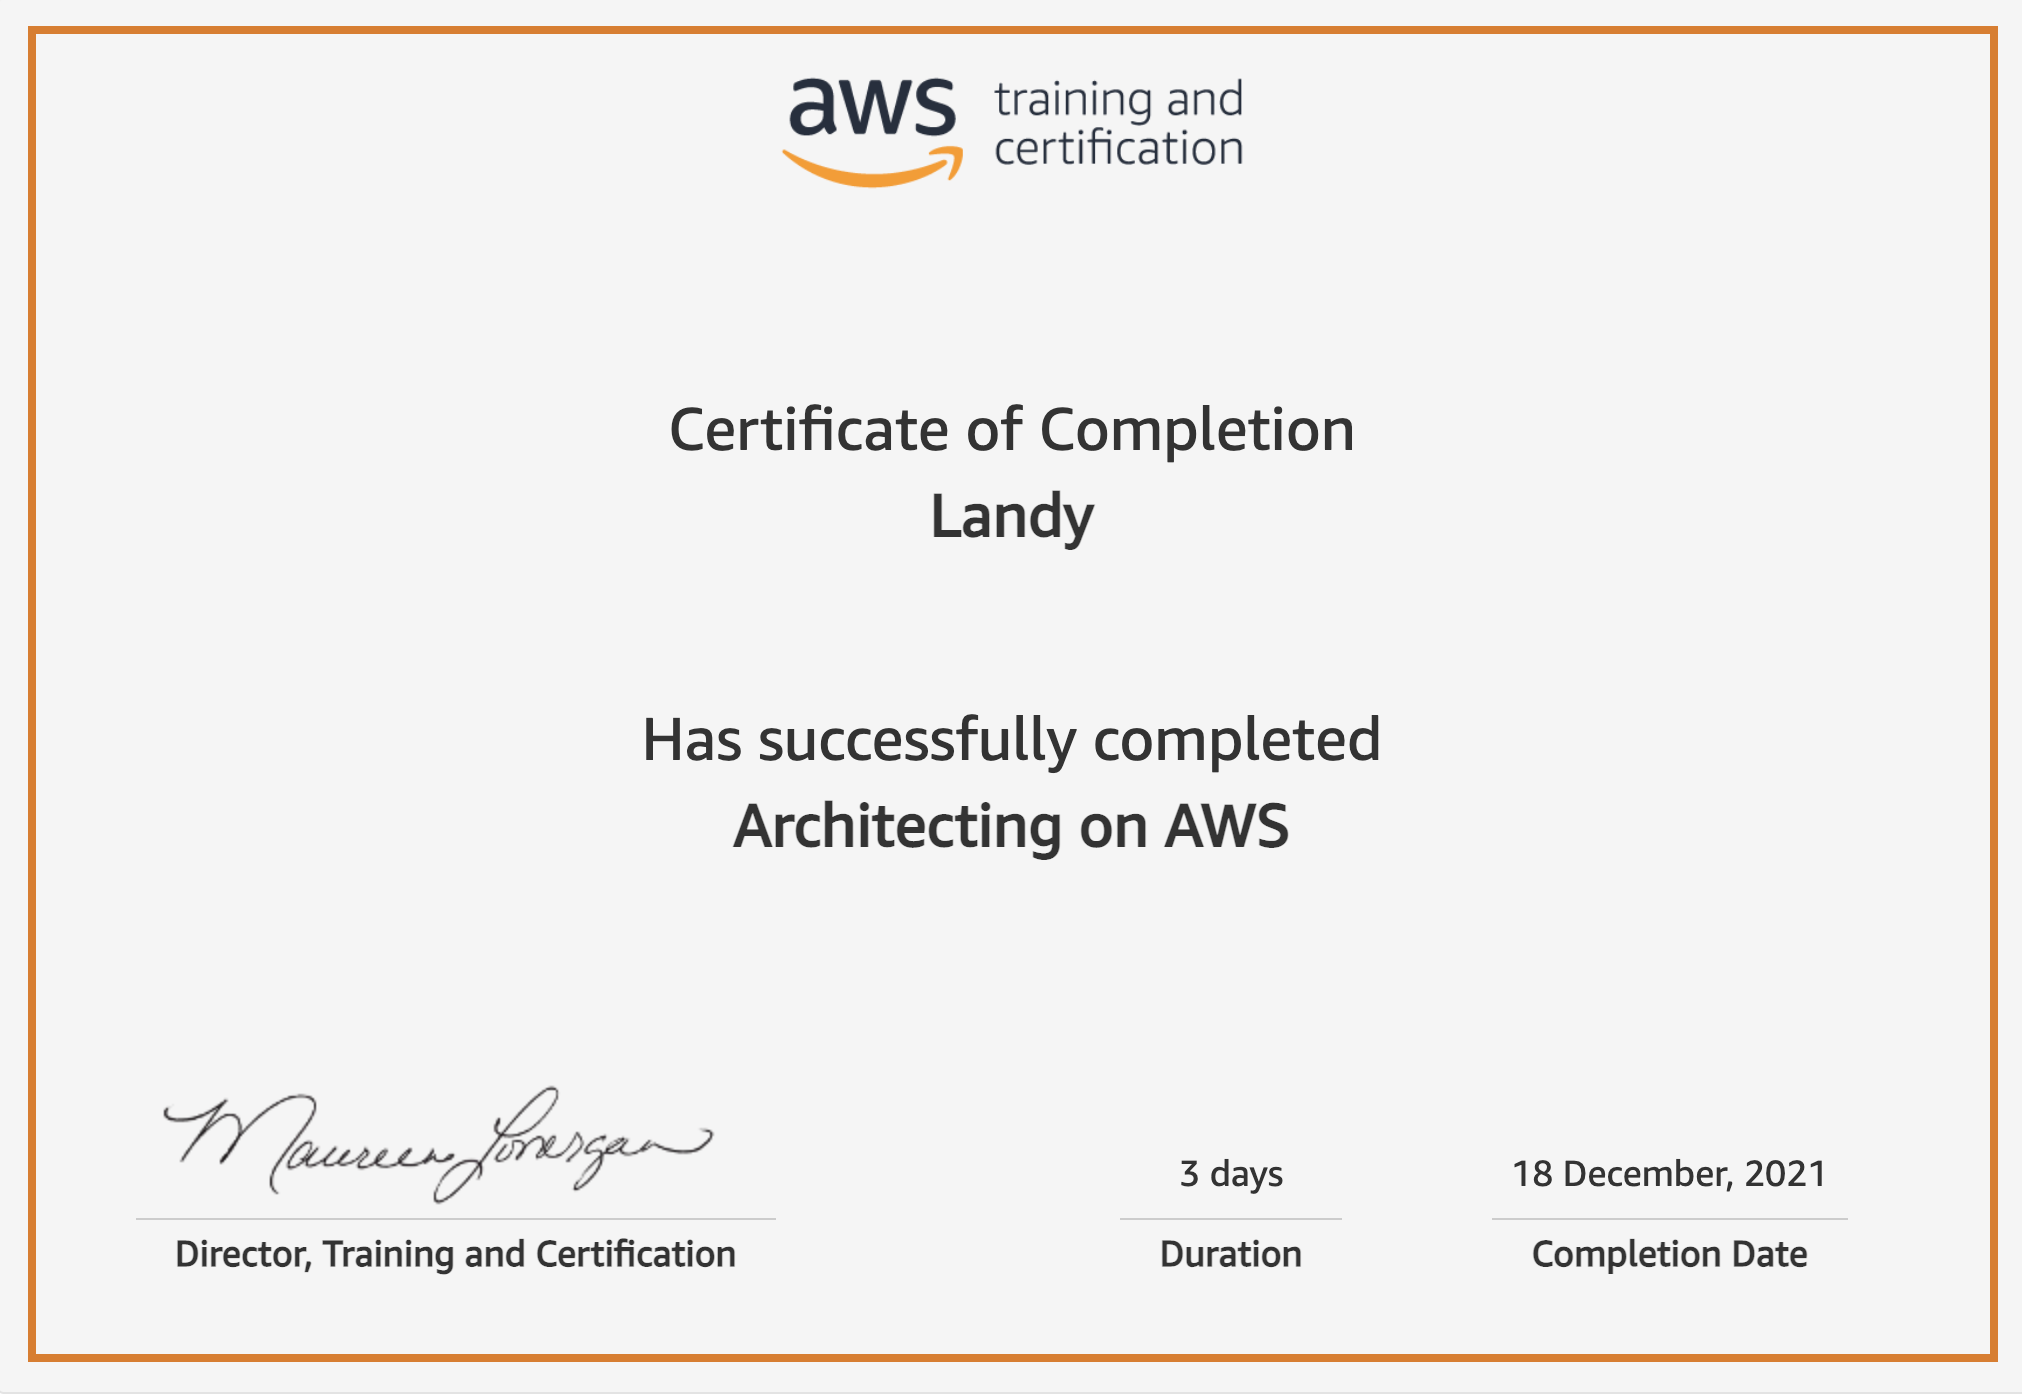 aws training and
certification
Certificate of Completion
Landy
Has successfully completed
Architecting on AWS
Maureen Lonergan
3 days
18 December, 2021
Director, Training and Certification
Duration
Completion Date